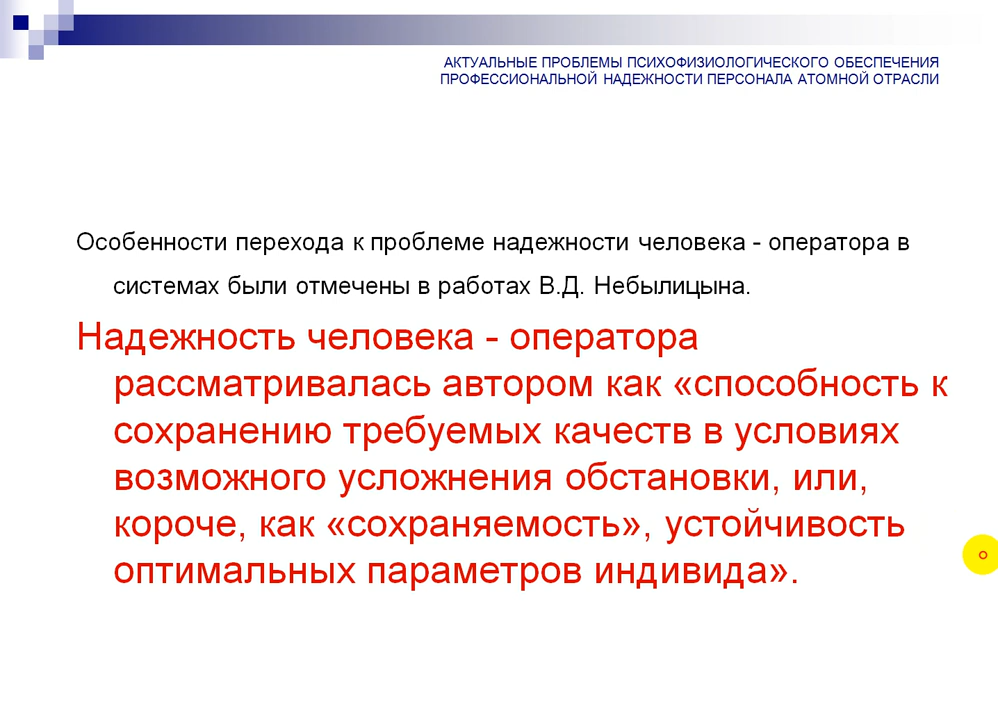 АКТУАЛЬНЫЕ ПРОБЛЕМЫ ПСИХОФИЗИОЛОГИЧЕСКОГО ОБЕСПЕЧЕНИЯ
ПРОФЕССИОНАЛЬНОЙ НАДЕЖНОСТИ ПЕРСОНАЛА АТОМНОЙ ОТРАСЛИ
Особенности перехода к проблеме надежности человека - оператора в
системах были отмечены в работах В.Д. Небылицына.
Надежность человека - оператора
рассматривалась автором как «способность к
сохранению требуемых качеств в условиях
возможного усложнения обстановки, или,
короче, как «сохраняемость», устойчивость
оптимальных параметров индивида».